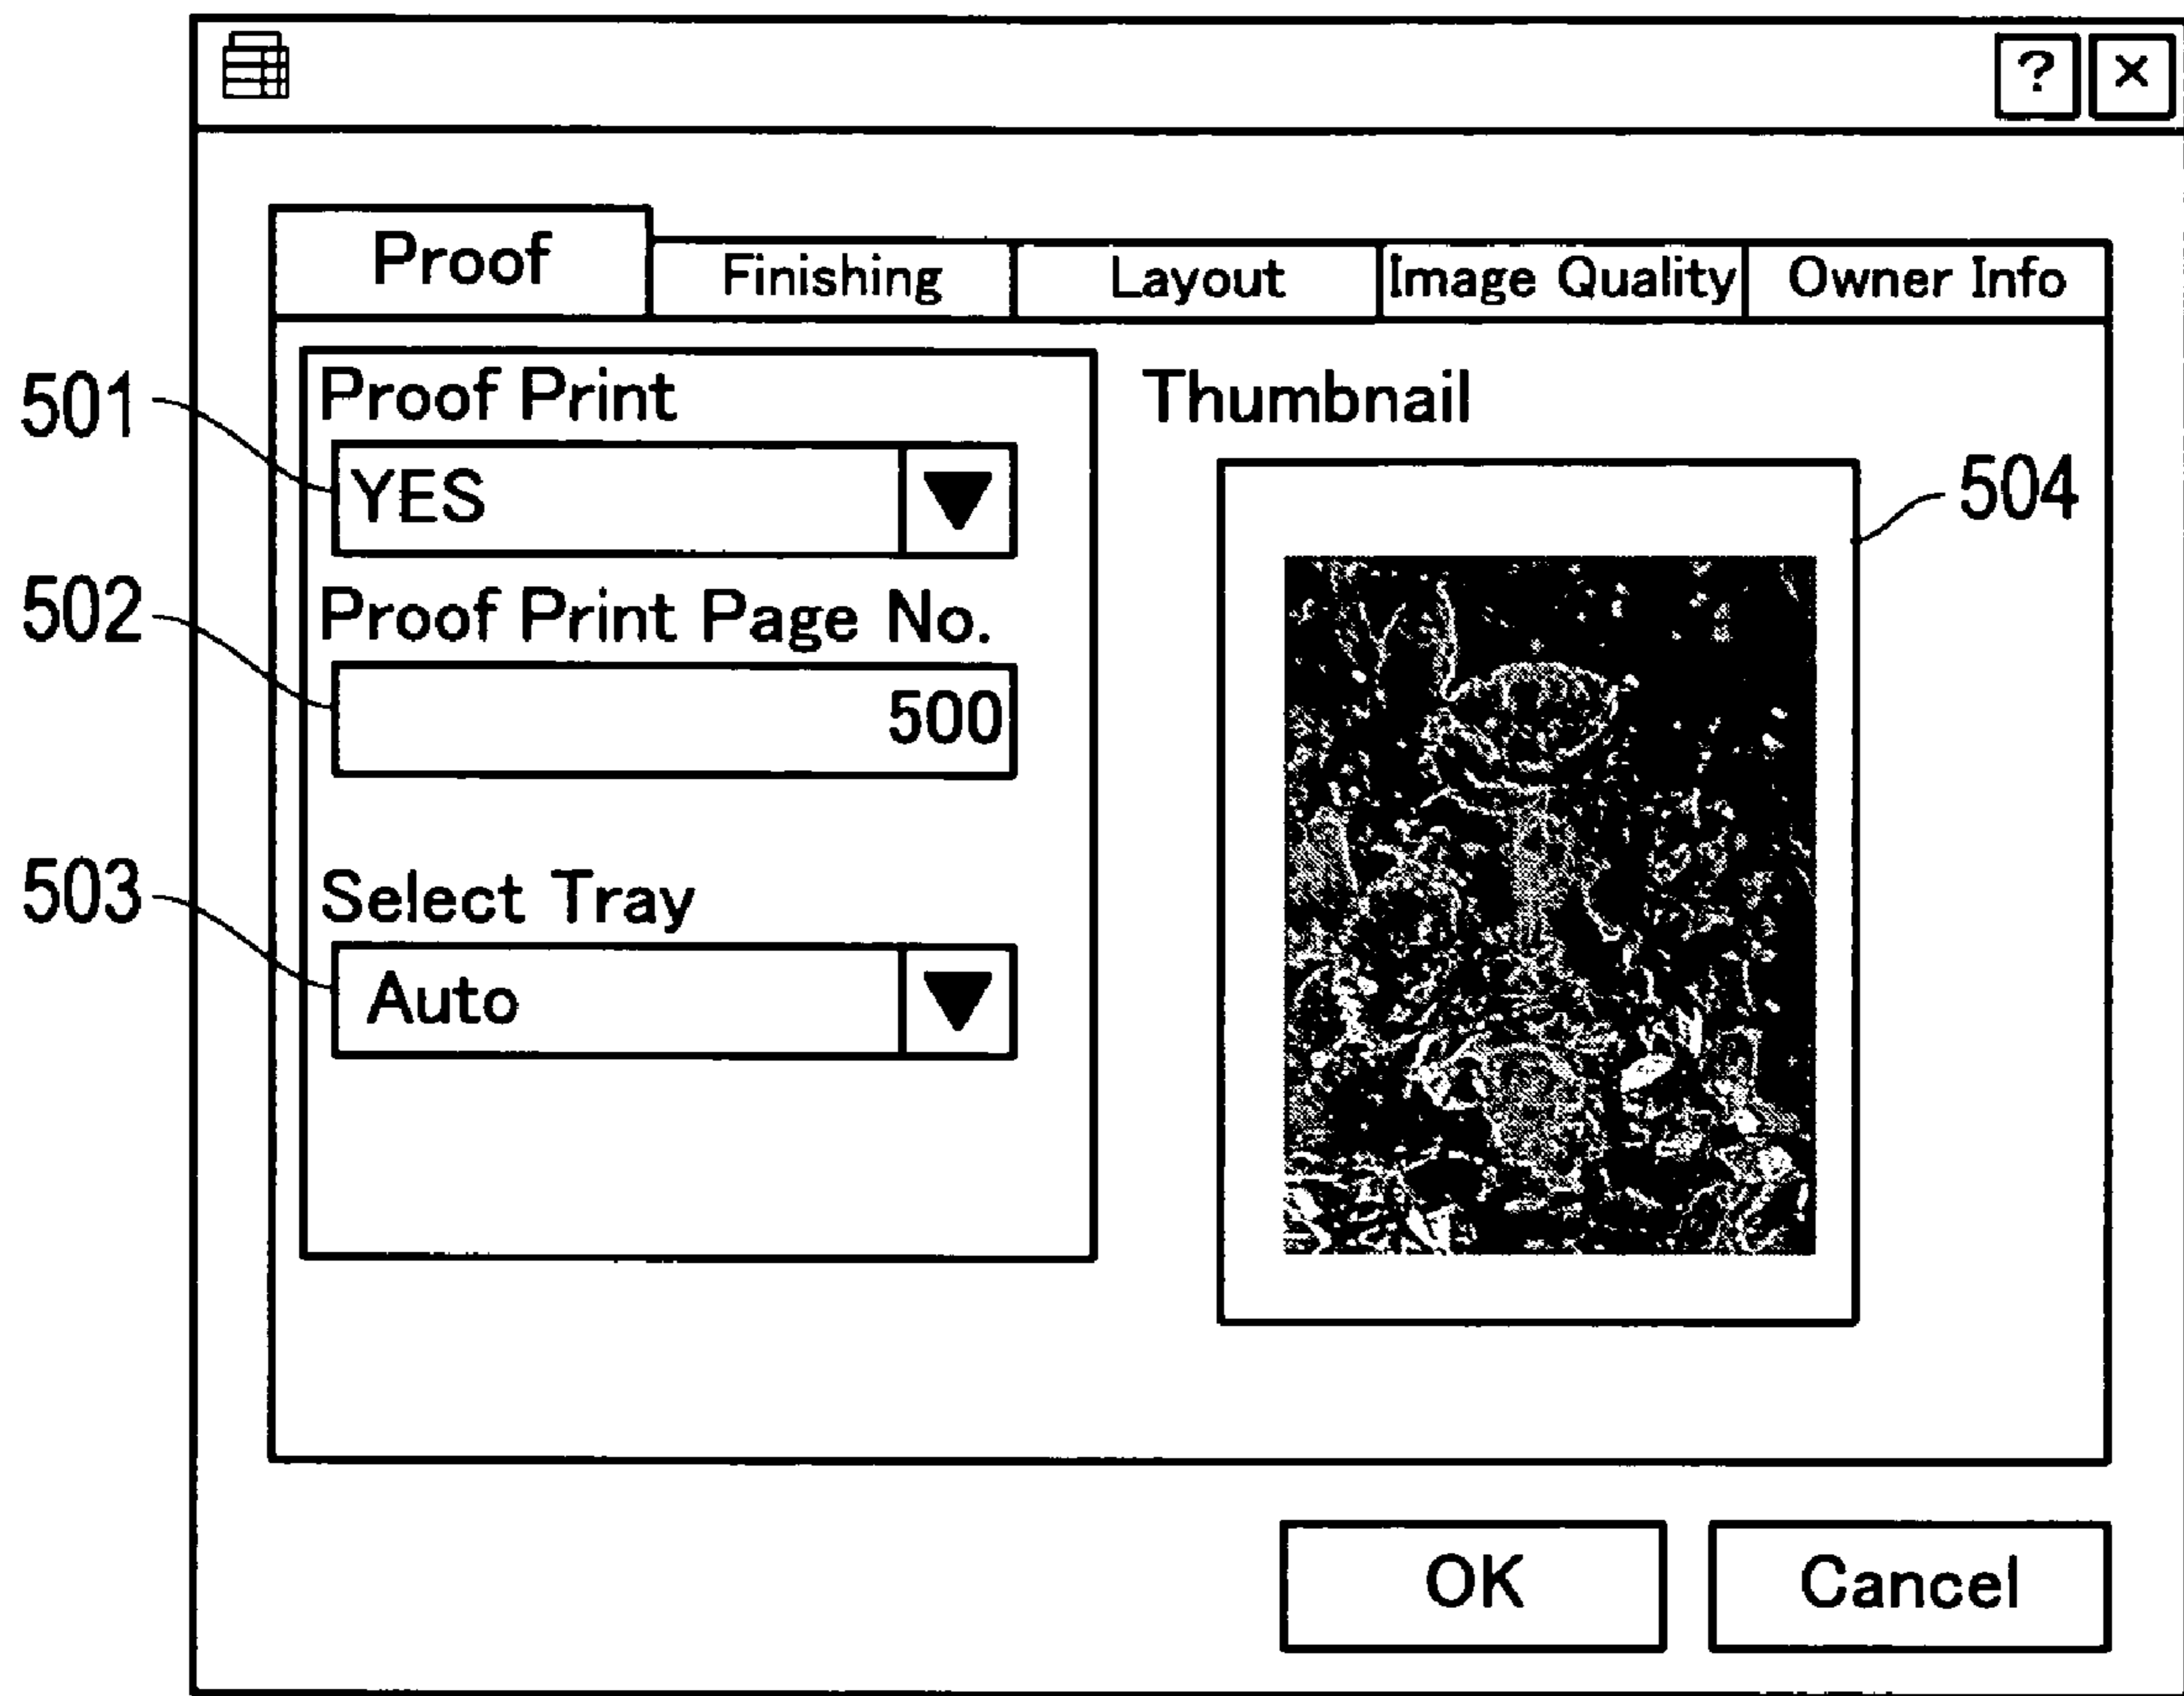 ? ×
Proof Finishing Layout Image Quality Owner Info
501
Proof Print
YES
502
Proof Print Page No.
500
503
Select Tray
Auto
Thumbnail
504
OK Cancel